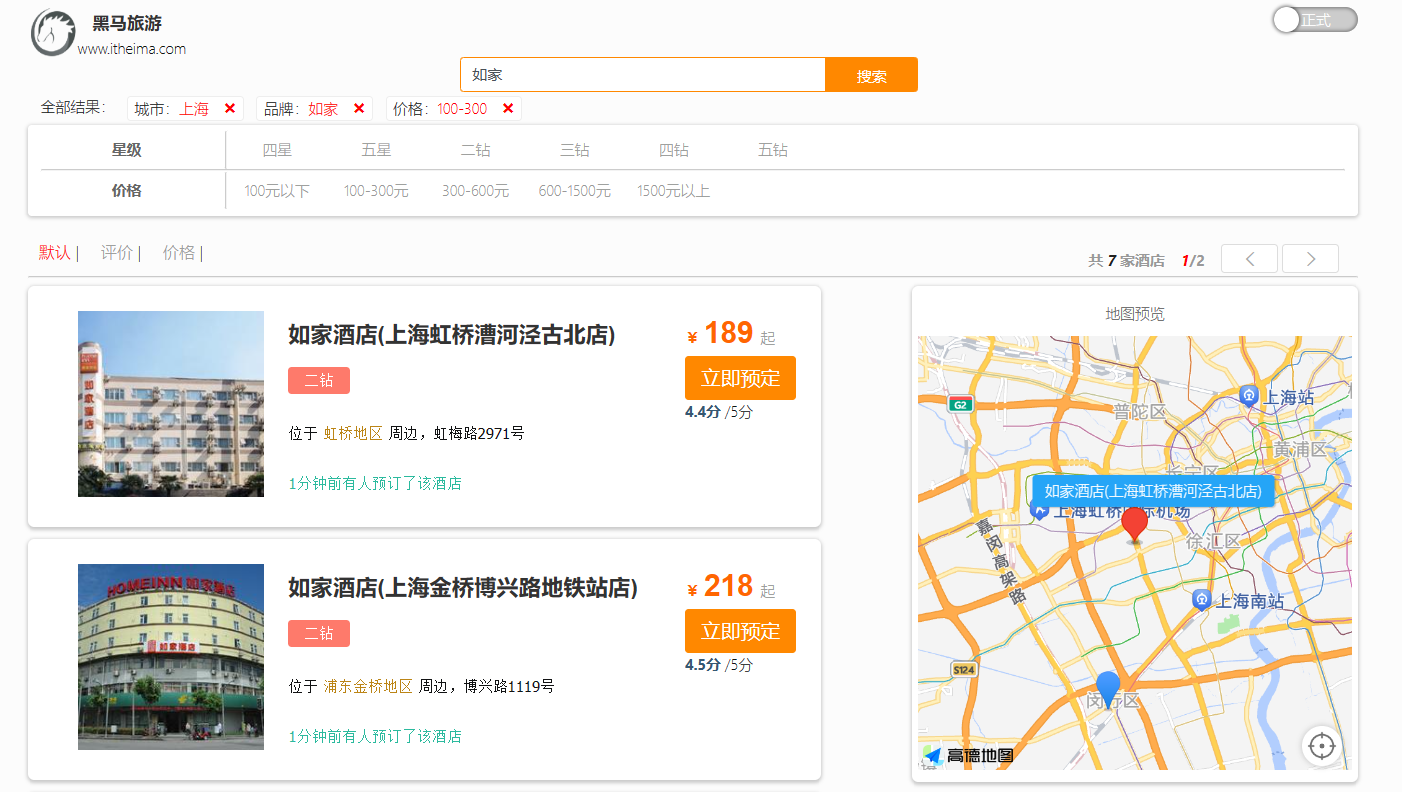 黑马旅游
www.itheima.com
正式
如家
搜索
全部结果： 城市：上海 × 品牌：如家 × 价格：100-300 ×
星级 四星 五星 二钻 三钻 四钻 五钻
价格 100元以下 100-300元 300-600元 600-1500元 1500元以上
默认| 评价| 价格|
共 7 家酒店 1/2
如家酒店(上海虹桥漕河泾古北店)
¥ 189 起
二钻
立即预定
4.4分 /5分
位于 虹桥地区 周边，虹梅路2971号
1分钟前有人预订了该酒店
如家酒店
HOMEINN 如家酒店
如家酒店
如家酒店(上海金桥博兴路地铁站店)
¥ 218 起
二钻
立即预定
4.5分 /5分
位于 浦东金桥地区 周边，博兴路1119号
1分钟前有人预订了该酒店
地图预览
G2
普陀区
上海站
黄浦区
长宁区
如家酒店(上海虹桥漕河泾古北店)
上海虹桥国际机场
嘉闵高架路
徐汇区
上海南站
S124
闵行区
高德地图